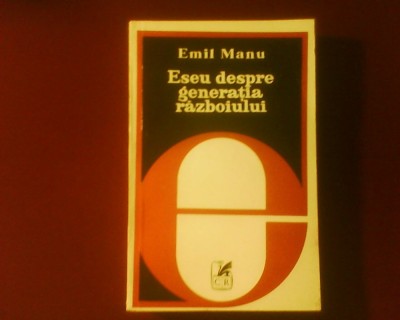 Emil Manu
Eseu despre
generația
războiului
C R